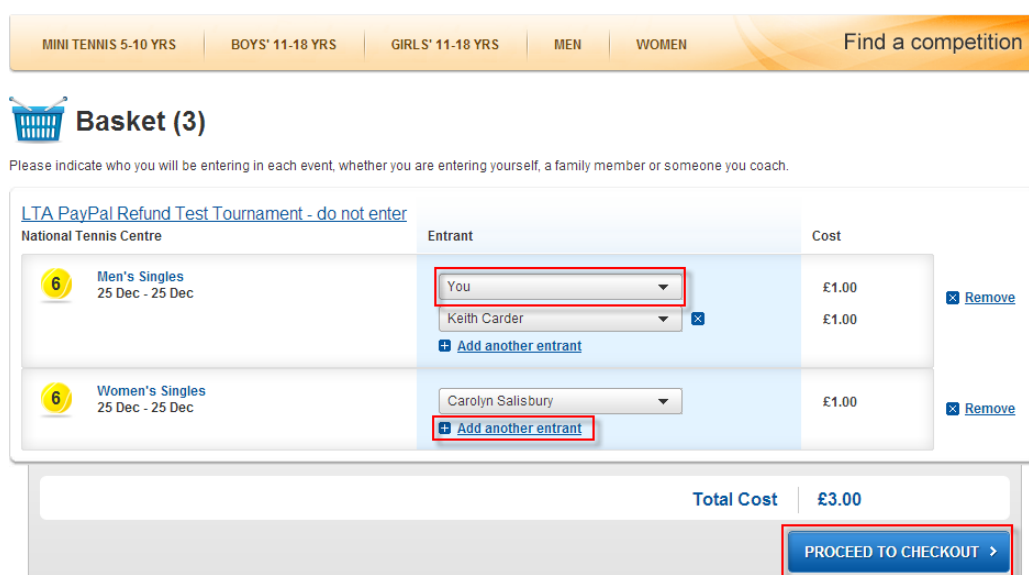 MINI TENNIS 5-10 YRS BOYS' 11-18 YRS GIRLS' 11-18 YRS MEN WOMEN Find a competition
Basket (3)
Please indicate who you will be entering in each event, whether you are entering yourself, a family member or someone you coach.
LTA PayPal Refund Test Tournament - do not enter
National Tennis Centre Entrant Cost
6 Men's Singles
25 Dec - 25 Dec
You £1.00
Keith Carder £1.00
Remove
Add another entrant
6 Women's Singles
25 Dec - 25 Dec
Carolyn Salisbury £1.00
Remove
Add another entrant
Total Cost £3.00
PROCEED TO CHECKOUT >